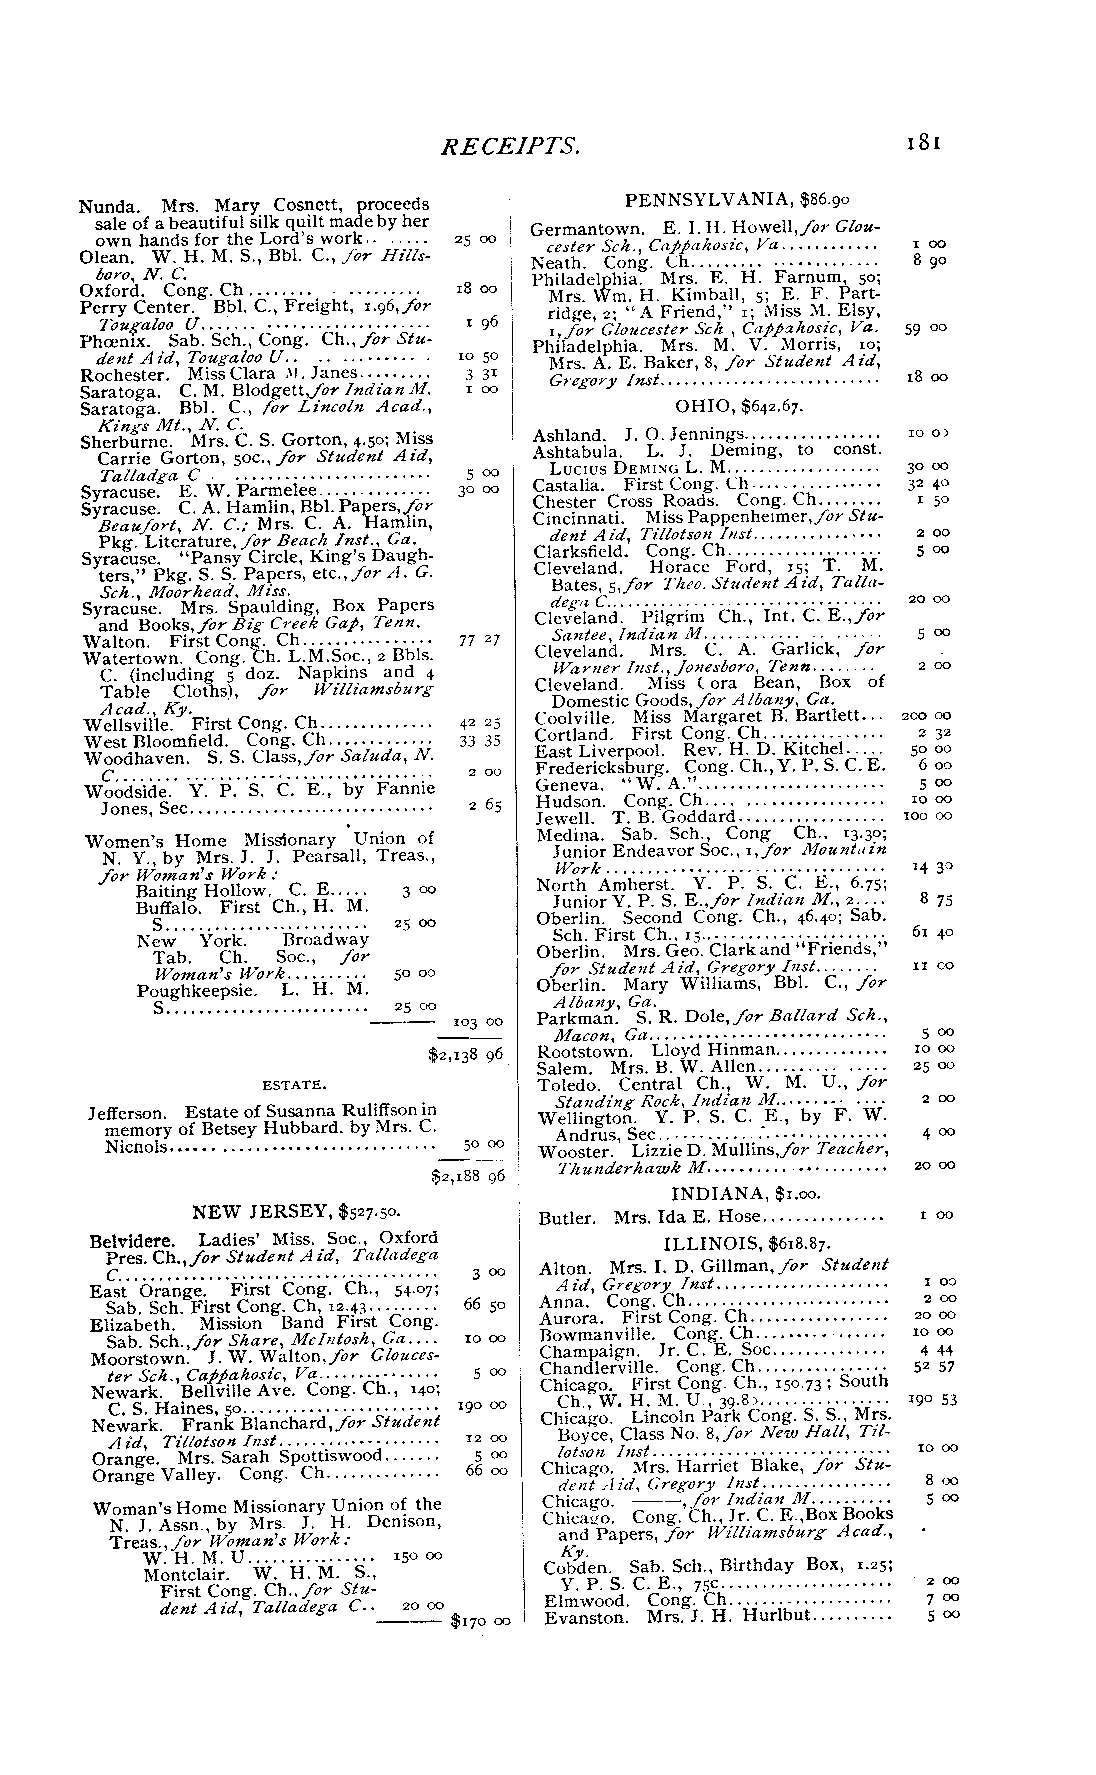 RECEIPTS. 181
Nunda. Mrs. Mary Cosnett, proceeds
sale of a beautiful silk quilt made by her
own hands for the Lord's work.. ...... 25 00
Olean. W. H. M. S., Bbl. C., for Hills-
boro, N. C.
Oxford. Cong. Ch........ . ......... 18 00
Perry Center. Bbl. C., Freight, 1.96, for
Tougaloo U....... .................... 1 96
Phœnix. Sab. Sch., Cong. Ch., for Stu-
dent Aid, Tougaloo U.. .. .......... . 10 50
Rochester. Miss Clara M. Janes......... 3 31
Saratoga. C. M. Blodgett, for Indian M. 1 00
Saratoga. Bbl. C., for Lincoln Acad.,
Kings Mt., N. C.
Sherburne. Mrs. C. S. Gorton, 4.50; Miss
Carrie Gorton, 50c., for Student Aid,
Talladga C . ........................ 5 00
Syracuse. E. W. Parmelee.............. 30 00
Syracuse. C. A. Hamlin, Bbl. Papers, for
Beaufort, N. C.; Mrs. C. A. Hamlin,
Pkg. Literature, for Beach Inst., Ga.
Syracuse. "Pansy Circle, King's Daugh-
ters," Pkg. S. S. Papers, etc., for A. G.
Sch., Moorhead, Miss.
Syracuse. Mrs. Spaulding, Box Papers
and Books, for Big Creek Gap, Tenn.
Walton. First Cong. Ch................ 77 27
Watertown. Cong. Ch. L.M.Soc., 2 Bbls.
C. (including 5 doz. Napkins and 4
Table Cloths), for Williamsburg
Acad., Ky.
Wellsville. First Cong. Ch.............. 42 25
West Bloomfield. Cong. Ch............. 33 35
Woodhaven. S. S. Class, for Saluda, N.
C...................................... 2 00
Woodside. Y. P. S. C. E., by Fannie
Jones, Sec.............................. 2 65
Women's Home Missionary Union of
N. Y., by Mrs. J. J. Pearsall, Treas.,
for Woman's Work:
Baiting Hollow. C. E..... 3 00
Buffalo. First Ch., H. M.
S......................... 25 00
New York. Broadway
Tab. Ch. Soc., for
Woman's Work.......... 50 00
Poughkeepsie. L. H. M.
S......................... 25 00
103 00
$2,138 96
ESTATE.
Jefferson. Estate of Susanna Ruliffson in
memory of Betsey Hubbard. by Mrs. C.
Nicnols................................. 50 00
$2,188 96
NEW JERSEY, $527.50.
Belvidere. Ladies' Miss. Soc., Oxford
Pres. Ch., for Student Aid, Talladega
C....................................... 3 00
East Orange. First Cong. Ch., 54.07;
Sab. Sch. First Cong. Ch, 12.43......... 66 50
Elizabeth. Mission Band First Cong.
Sab. Sch., for Share, McIntosh, Ga.... 10 00
Moorstown. J. W. Walton, for Glouces-
ter Sch., Cappahosic, Va............... 5 00
Newark. Bellville Ave. Cong. Ch., 140;
C. S. Haines, 50........................ 190 00
Newark. Frank Blanchard, for Student
Aid, Tillotson Inst.................... 12 00
Orange. Mrs. Sarah Spottiswood....... 5 00
Orange Valley. Cong. Ch.............. 66 00
Woman's Home Missionary Union of the
N. J. Assn., by Mrs. J. H. Denison,
Treas., for Woman's Work:
W. H. M. U................ 150 00
Montclair. W. H. M. S.,
First Cong. Ch., for Stu-
dent Aid, Talladega C.. 20 00
$170 00
PENNSYLVANIA, $86.90
Germantown. E. I. H. Howell, for Glou-
cester Sch., Cappahosic, Va............ 1 00
Neath. Cong. Ch......... ............. 8 90
Philadelphia. Mrs. E. H. Farnum, 50;
Mrs. Wm. H. Kimball, 5; E. F. Part-
ridge, 2; "A Friend," 1; Miss M. Elsy,
1, for Gloucester Sch , Cappahosic, Va. 59 00
Philadelphia. Mrs. M. V. Morris, 10;
Mrs. A. E. Baker, 8, for Student Aid,
Gregory Inst........................... 18 00
OHIO, $642.67.
Ashland. J. O. Jennings................. 10 00
Ashtabula. L. J. Deming, to const.
LUCIUS DEMING L. M................... 30 00
Castalia. First Cong. Ch................ 32 40
Chester Cross Roads. Cong. Ch........ 1 50
Cincinnati. Miss Pappenheimer, for Stu-
dent Aid, Tillotson Inst................ 2 00
Clarksfield. Cong. Ch................... 5 00
Cleveland. Horace Ford, 15; T. M.
Bates, 5, for Theo. Student Aid, Talla-
dega C................................. 20 00
Cleveland. Pilgrim Ch., Int. C. E., for
Santee, Indian M........... . ...... 5 00
Cleveland. Mrs. C. A. Garlick, for
Warner Inst., Jonesboro, Tenn........ 2 00
Cleveland. Miss Cora Bean, Box of
Domestic Goods, for Albany, Ga.
Coolville. Miss Margaret B. Bartlett... 200 00
Cortland. First Cong. Ch............... 2 32
East Liverpool. Rev. H. D. Kitchel..... 50 00
Fredericksburg. Cong. Ch., Y. P. S. C. E. 6 00
Geneva. "W. A."....................... 5 00
Hudson. Cong. Ch.... ................. 10 00
Jewell. T. B. Goddard.................. 100 00
Medina. Sab. Sch., Cong Ch., 13.30;
Junior Endeavor Soc., 1, for Mountain
Work.................................. 14 30
North Amherst. Y. P. S. C. E., 6.75;
Junior Y. P. S. E., for Indian M., 2.... 8 75
Oberlin. Second Cong. Ch., 46.40; Sab.
Sch. First Ch., 15...................... 61 40
Oberlin. Mrs. Geo. Clark and "Friends,"
for Student Aid, Gregory Inst........ 11 00
Oberlin. Mary Williams, Bbl. C., for
Albany, Ga.
Parkman. S. R. Dole, for Ballard Sch.,
Macon, Ga............................. 5 00
Rootstown. Lloyd Hinman.............. 10 00
Salem. Mrs. B. W. Allen.......... ..... 25 00
Toledo. Central Ch., W. M. U., for
Standing Rock, Indian M......... .... 2 00
Wellington. Y. P. S. C. E., by F. W.
Andrus, Sec............................ 4 00
Wooster. Lizzie D. Mullins, for Teacher,
Thunderhawk M...................... 20 00
INDIANA, $1.00.
Butler. Mrs. Ida E. Hose............... 1 00
ILLINOIS, $618.87.
Alton. Mrs. I. D. Gillman, for Student
Aid, Gregory Inst..................... 1 00
Anna. Cong. Ch......................... 2 00
Aurora. First Cong. Ch................. 20 00
Bowmanville. Cong. Ch................ 10 00
Champaign. Jr. C. E. Soc.............. 4 44
Chandlerville. Cong. Ch................ 52 57
Chicago. First Cong. Ch., 150.73; South
Ch., W. H. M. U., 39.80................ 190 53
Chicago. Lincoln Park Cong. S. S., Mrs.
Boyce, Class No. 8, for New Hall, Til-
lotson Inst............................. 10 00
Chicago. Mrs. Harriet Blake, for Stu-
dent Aid, Gregory Inst................ 8 00
Chicago. ———, for Indian M.......... 5 00
Chicago. Cong. Ch., Jr. C. E., Box Books
and Papers, for Williamsburg Acad.,
Ky.
Cobden. Sab. Sch., Birthday Box, 1.25;
Y. P. S. C. E., 75c..................... 2 00
Elmwood. Cong. Ch.................... 7 00
Evanston. Mrs. J. H. Hurlbut.......... 5 00